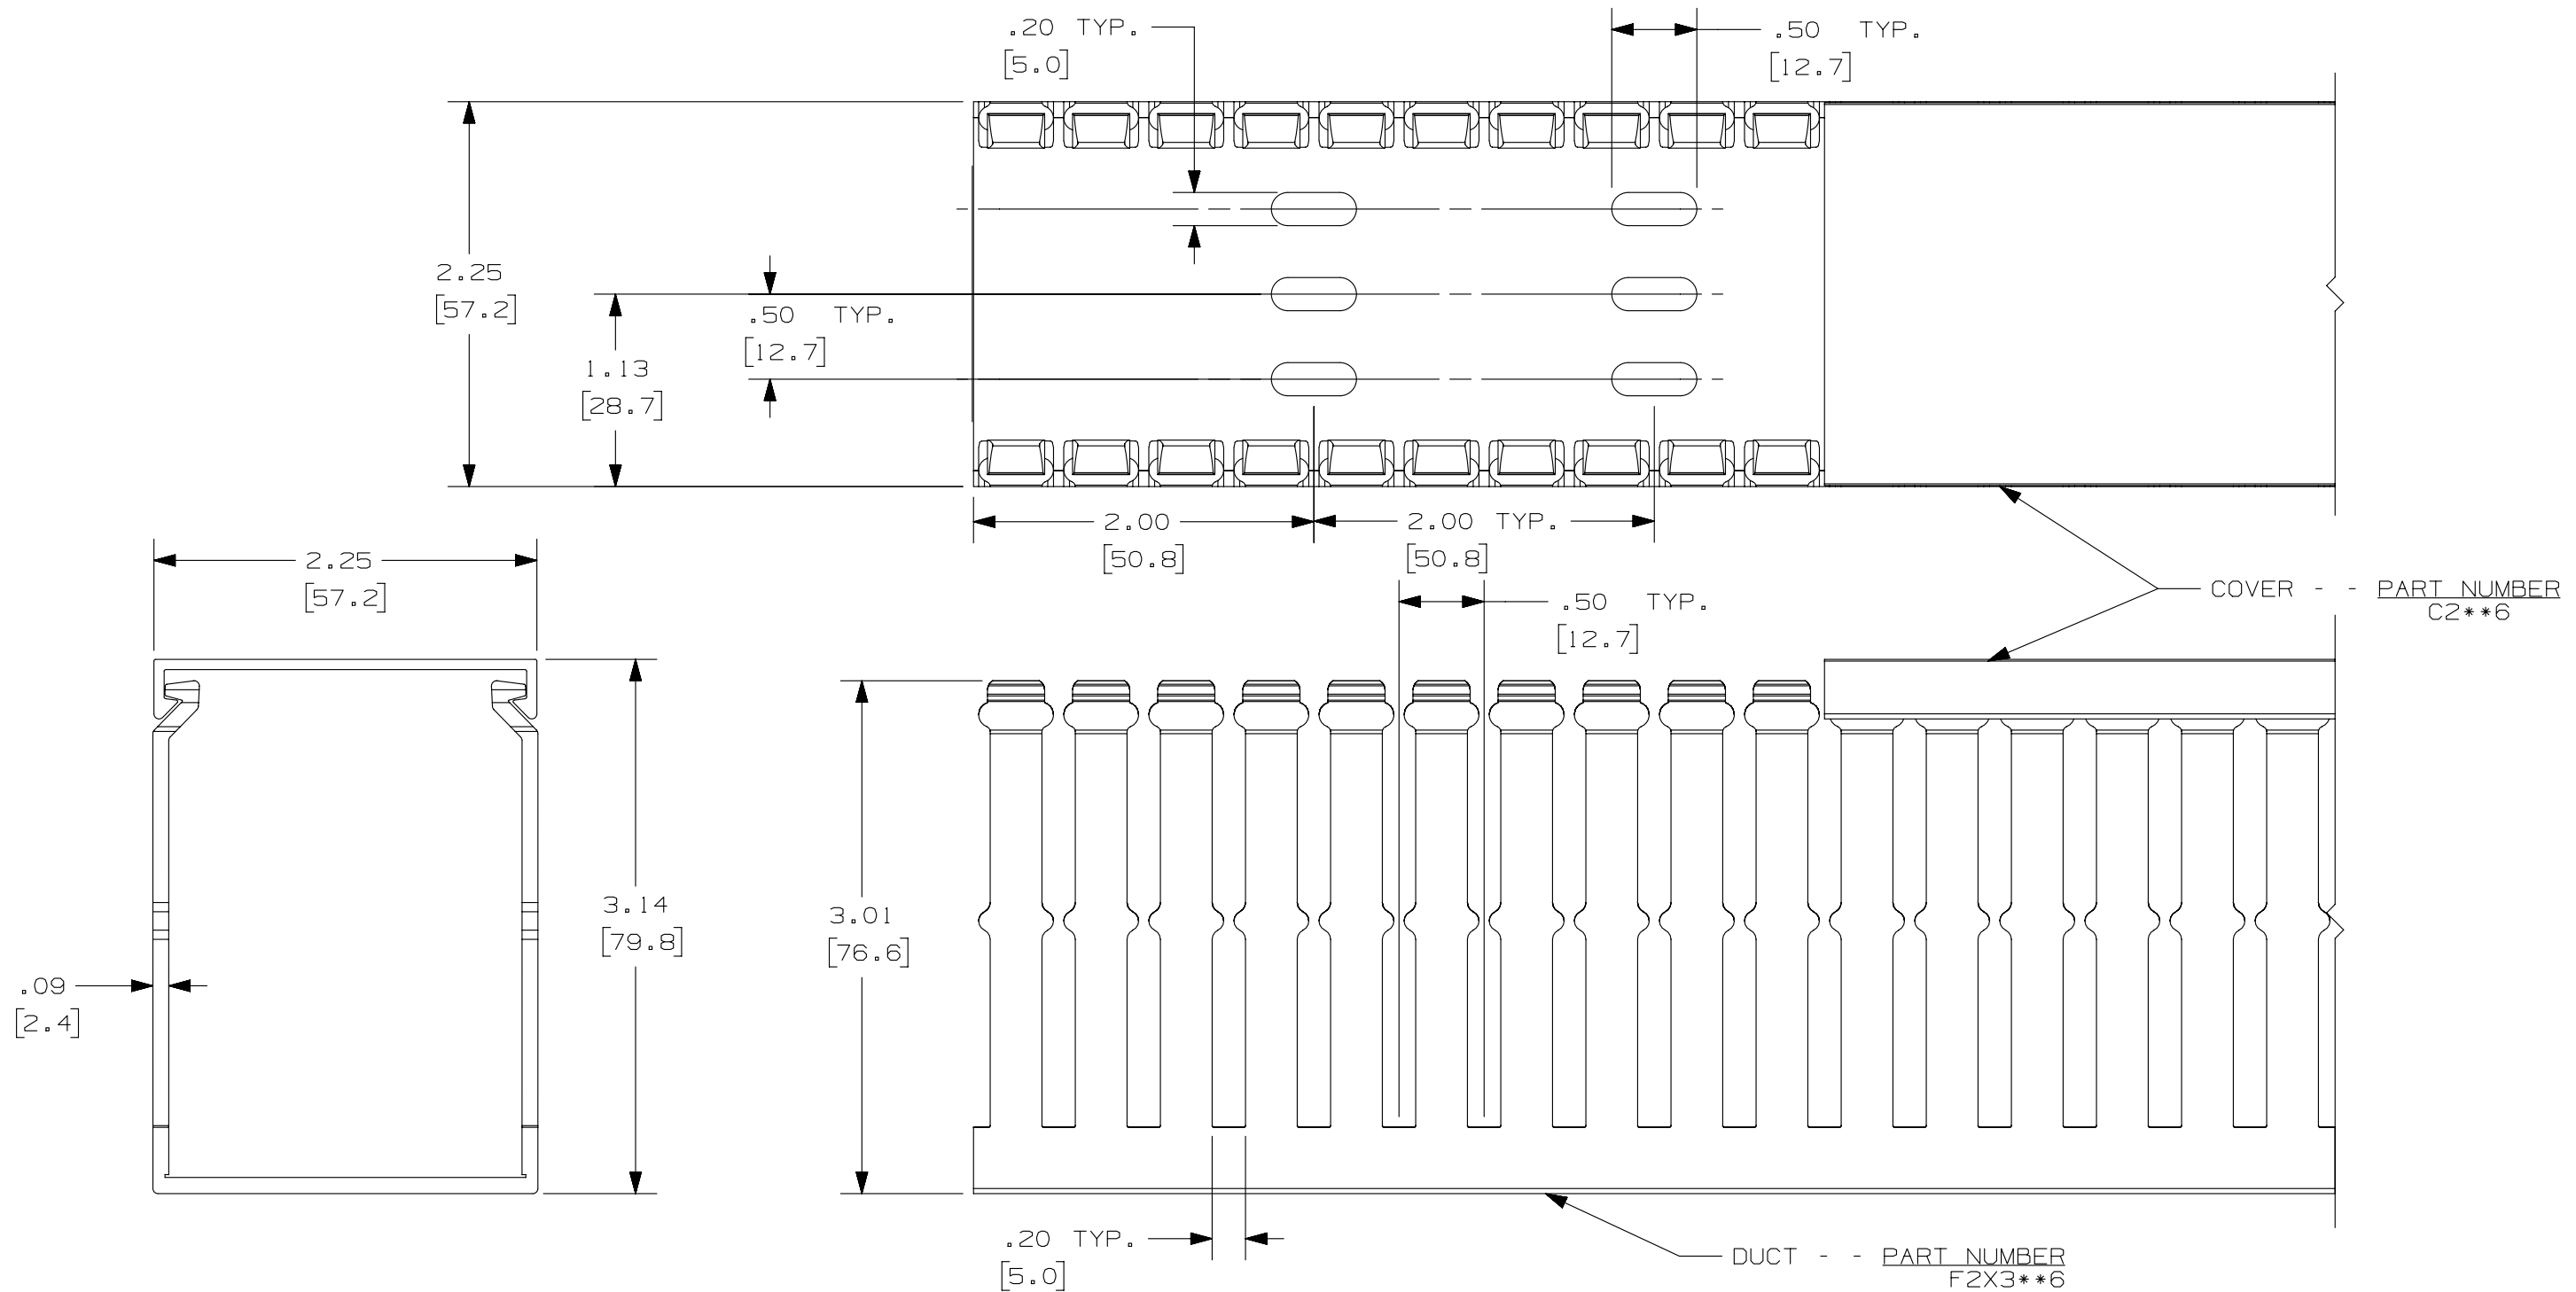 .20 TYP.
[5.0]
.50 TYP.
[12.7]
2.25
[57.2]
.50 TYP.
[12.7]
1.13
[28.7]
2.00
[50.8]
2.00 TYP.
[50.8]
2.25
[57.2]
.50 TYP.
[12.7]
COVER - - PART NUMBER
C2**6
3.14
[79.8]
3.01
[76.6]
.09
[2.4]
.20 TYP.
[5.0]
DUCT - - PART NUMBER
F2X3**6